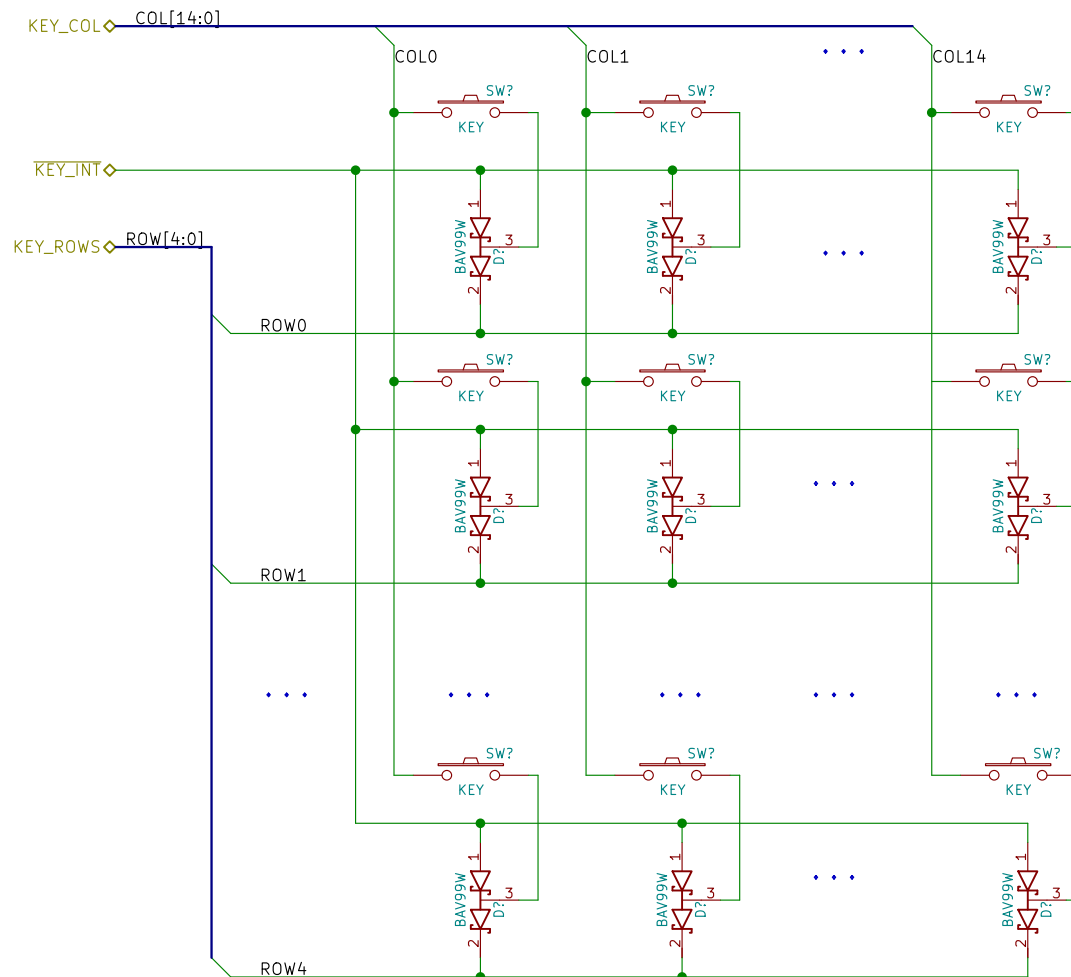 KEY_COL COL[14:0]
COL0 COL1 COL14
SW? SW? SW?
KEY KEY KEY
KEY_INT
1 1 1
BAV99W 3 D? BAV99W 3 D? BAV99W 3 D?
KEY_ROWS ROW[4:0]
2 2 2
ROW0
SW? SW? SW?
KEY KEY KEY
1 1 1
BAV99W 3 D? BAV99W 3 D? BAV99W 3 D?
2 2 2
ROW1
SW? SW? SW?
KEY KEY KEY
1 1 1
BAV99W 3 D? BAV99W 3 D? BAV99W 3 D?
2 2 2
ROW4